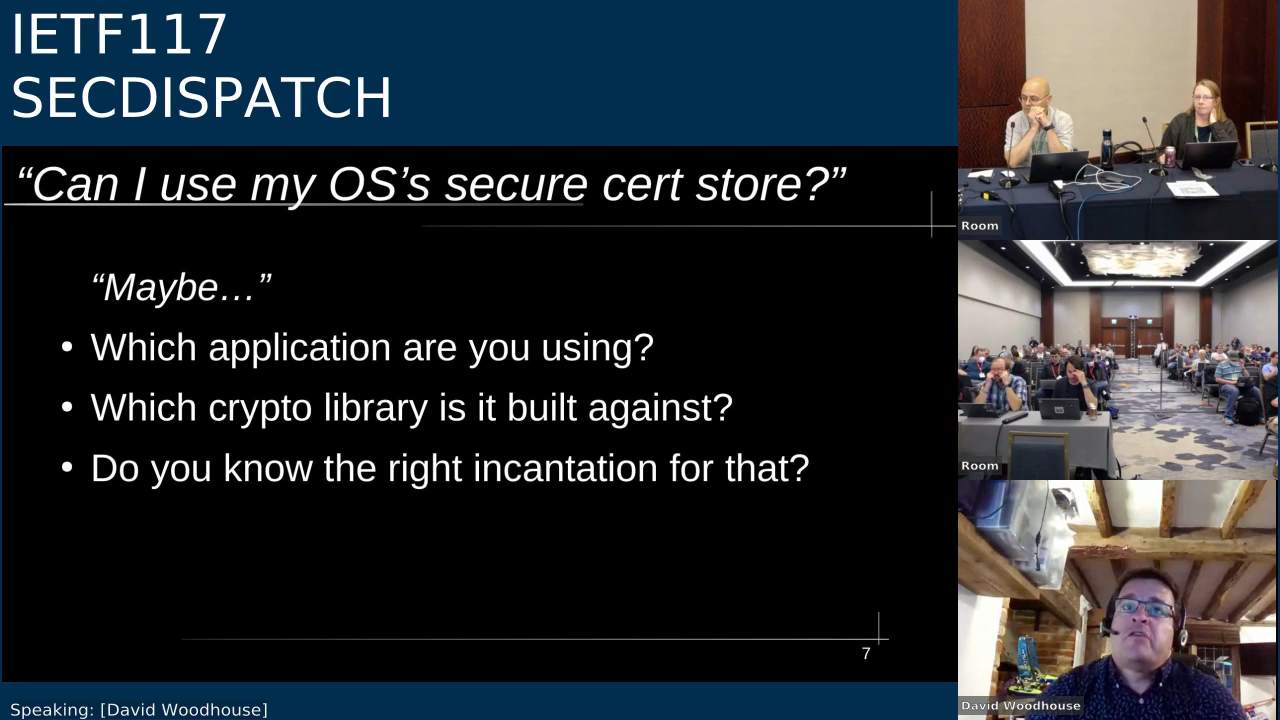 IETF117
SECDISPATCH
“Can I use my OS’s secure cert store?”
“Maybe…”
• Which application are you using?
• Which crypto library is it built against?
• Do you know the right incantation for that?
7
Speaking: [David Woodhouse]
Room
Room
David Woodhouse